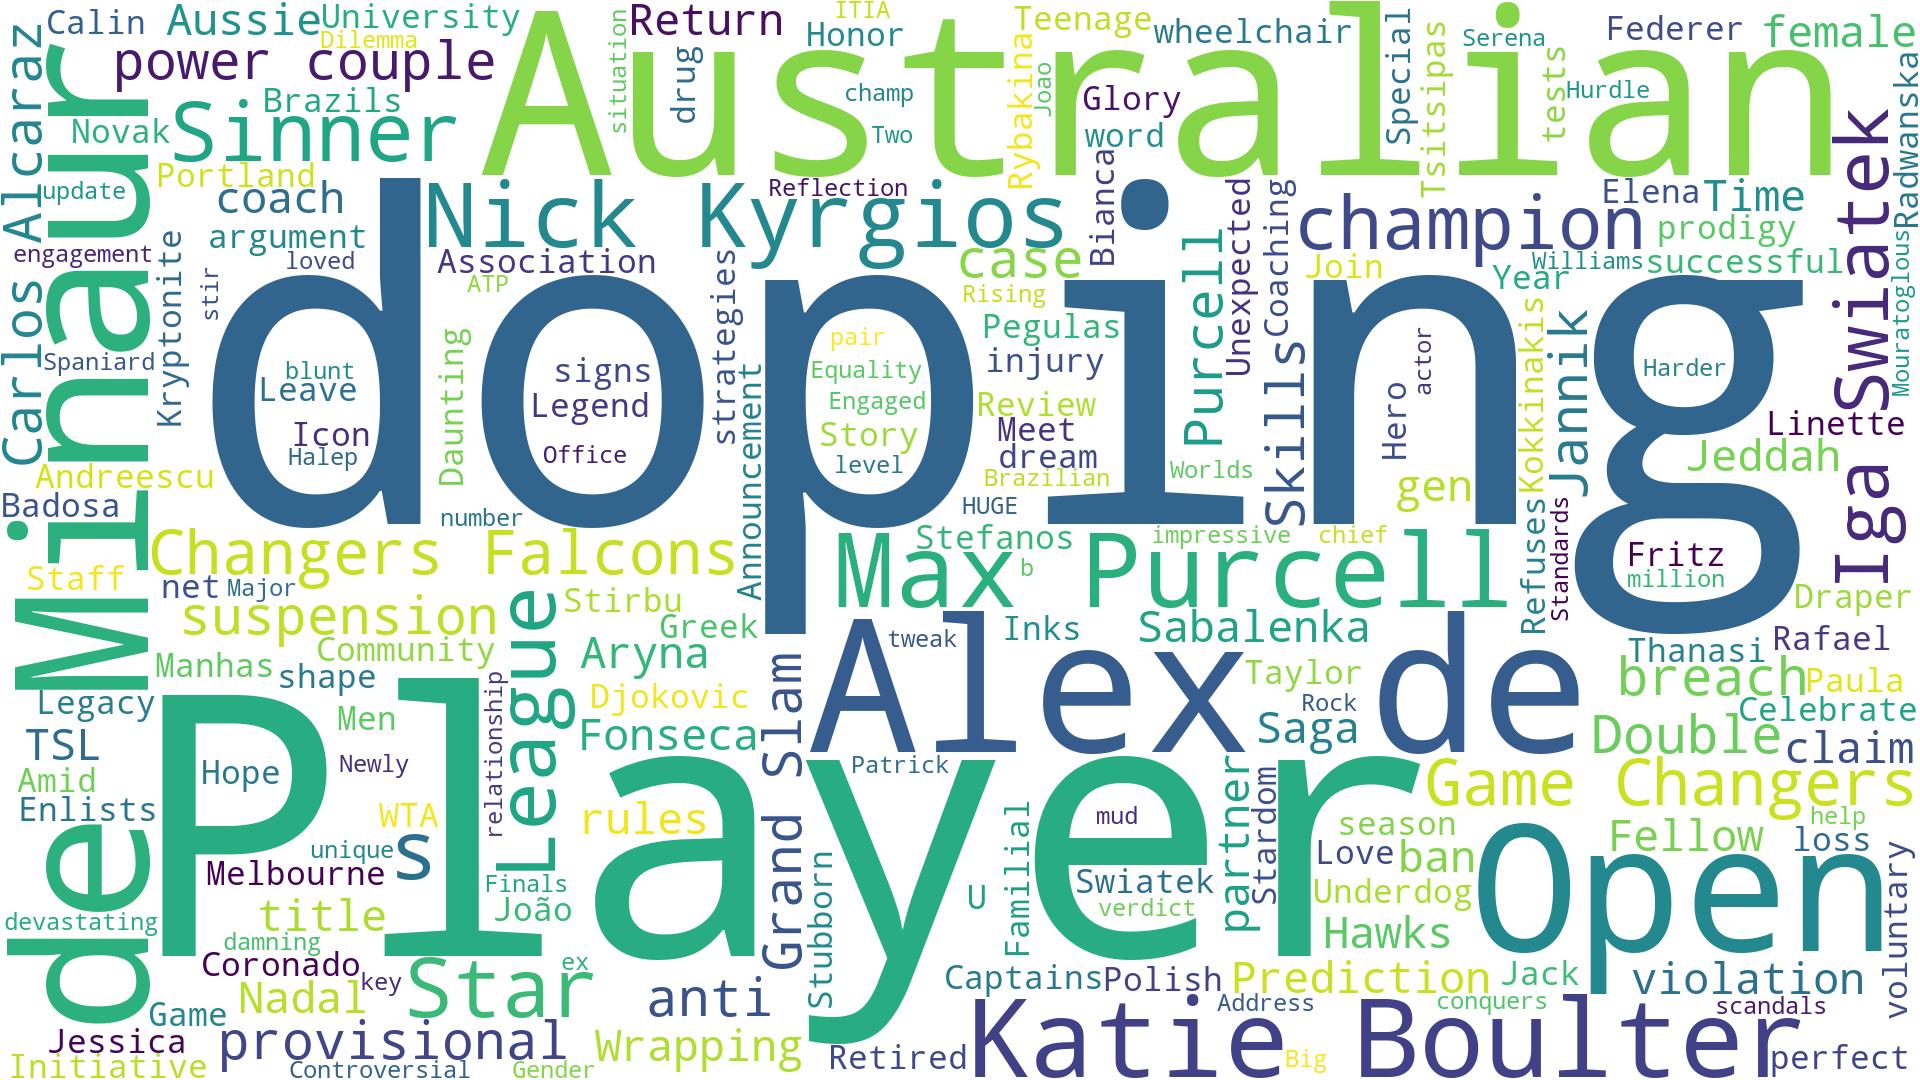 Calin
Aussie
University
Dilemma
Return
ITIA
Honor
Teenage
wheelchair
Special
Serena
Federer
female
power couple
situation
drug
champ
Two
Rybakina
Joao
Glory
word
Tsitsipas
tests
Hurdle
Radwanska
Australian
Brazils
Novak
Sinner
Carlos Alcaraz
Portland
update
coach
argument
engagement
loved
stir
Kryptonite
Nick Kyrgios
Reflection
Association
ATP
strategies
Bianca
case
Rising
Pegulas
injury
Purcell
Unexpected
Coaching
champion
Elena
Time
prodigy
Join
Williams
successful
Year
Iga Swiatek
Mouratoglous
doping
Spaniard
blunt
Leave
Icon
Halep
Daunting
signs
Legend
Office
Announcement
pair
Equality
Engaged
Story
level
Review
Meet
dream
Brazilian
HUGE
Worlds
Skills
Hero
actor
gen
Kokkinakis
Jannik
Harder
Linette
Jeddah
Andreescu
Badosa
number
Changers Falcons
Stefanos
impressive
chief
b
Max Purcell
Refuses
Standards
Fritz
million
Draper
Staff
net
Major
suspension
Stirbu
Greek
League
Community
Manhas
shape
Aryna
tweak
Inks
Sabalenka
Taylor
Rock
Saga
Thanasi
Rafael
breach
Paula
Celebrate
Double
claim
Alex de
de Minaur
Legacy
TSL
Amid
Enlists
Men
Newly
relationship
Djokovic
Fonseca
Grand Slam
Patrick
Hope
WTA
rules
unique
s
Melbourne
Finals
João
title
devastating
damning
Coronado
key
ex
Player
mud
Swiatek
verdict
U
Familial
Stubborn
partner
Stardom
Game Changers
season
Love
ban
Underdog
Hawks
Fellow
help
loss
voluntary
Open
Star
Nadal
anti
Captains
Polish
Prediction
Jack
violation
Address
conquers
scandals
Game
Jessica
Initiative
provisional
Controversial
Gender
Wrapping
Retired
Katie Boulter
Big
perfect